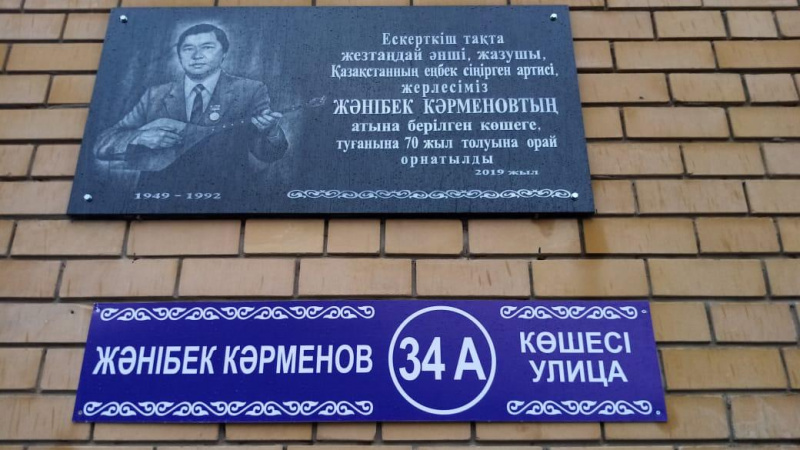 Ескерткіш тақта
жезтаңдай әнші, жазушы,
Қазақстанның еңбек сіңірген артисі,
жерлесіміз
ЖӘНІБЕК КӘРМЕНОВТЫҢ
атына берілген көшеге,
туғанына 70 жыл толуына орай
орнатылды
2019 жыл
1949 - 1992
ЖӘНІБЕК КӘРМЕНОВ
34 А
КӨШЕСІ
УЛИЦА